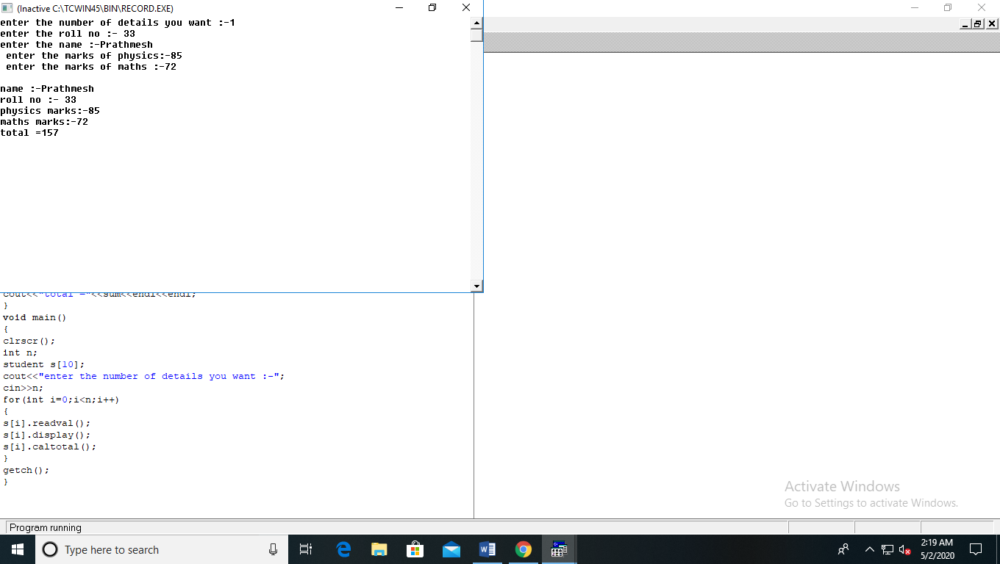 (Inactive C:\TCWIN45\BIN\RECORD.EXE)
enter the number of details you want :-1
enter the roll no :- 33
enter the name :-Prathmesh
enter the marks of physics:-85
enter the marks of maths :-72
name :-Prathmesh
roll no :- 33
physics marks:-85
maths marks:-72
total =157
cout<<"total ="<<sum<<endl<<endl;
}
void main()
{
clrscr();
int n;
student s[10];
cout<<"enter the number of details you want :-";
cin>>n;
for(int i=0;i<n;i++)
{
s[i].readval();
s[i].display();
s[i].caltotal();
}
getch();
}
Activate Windows
Go to Settings to activate Windows.
Program running
Type here to search
2:19 AM
5/2/2020